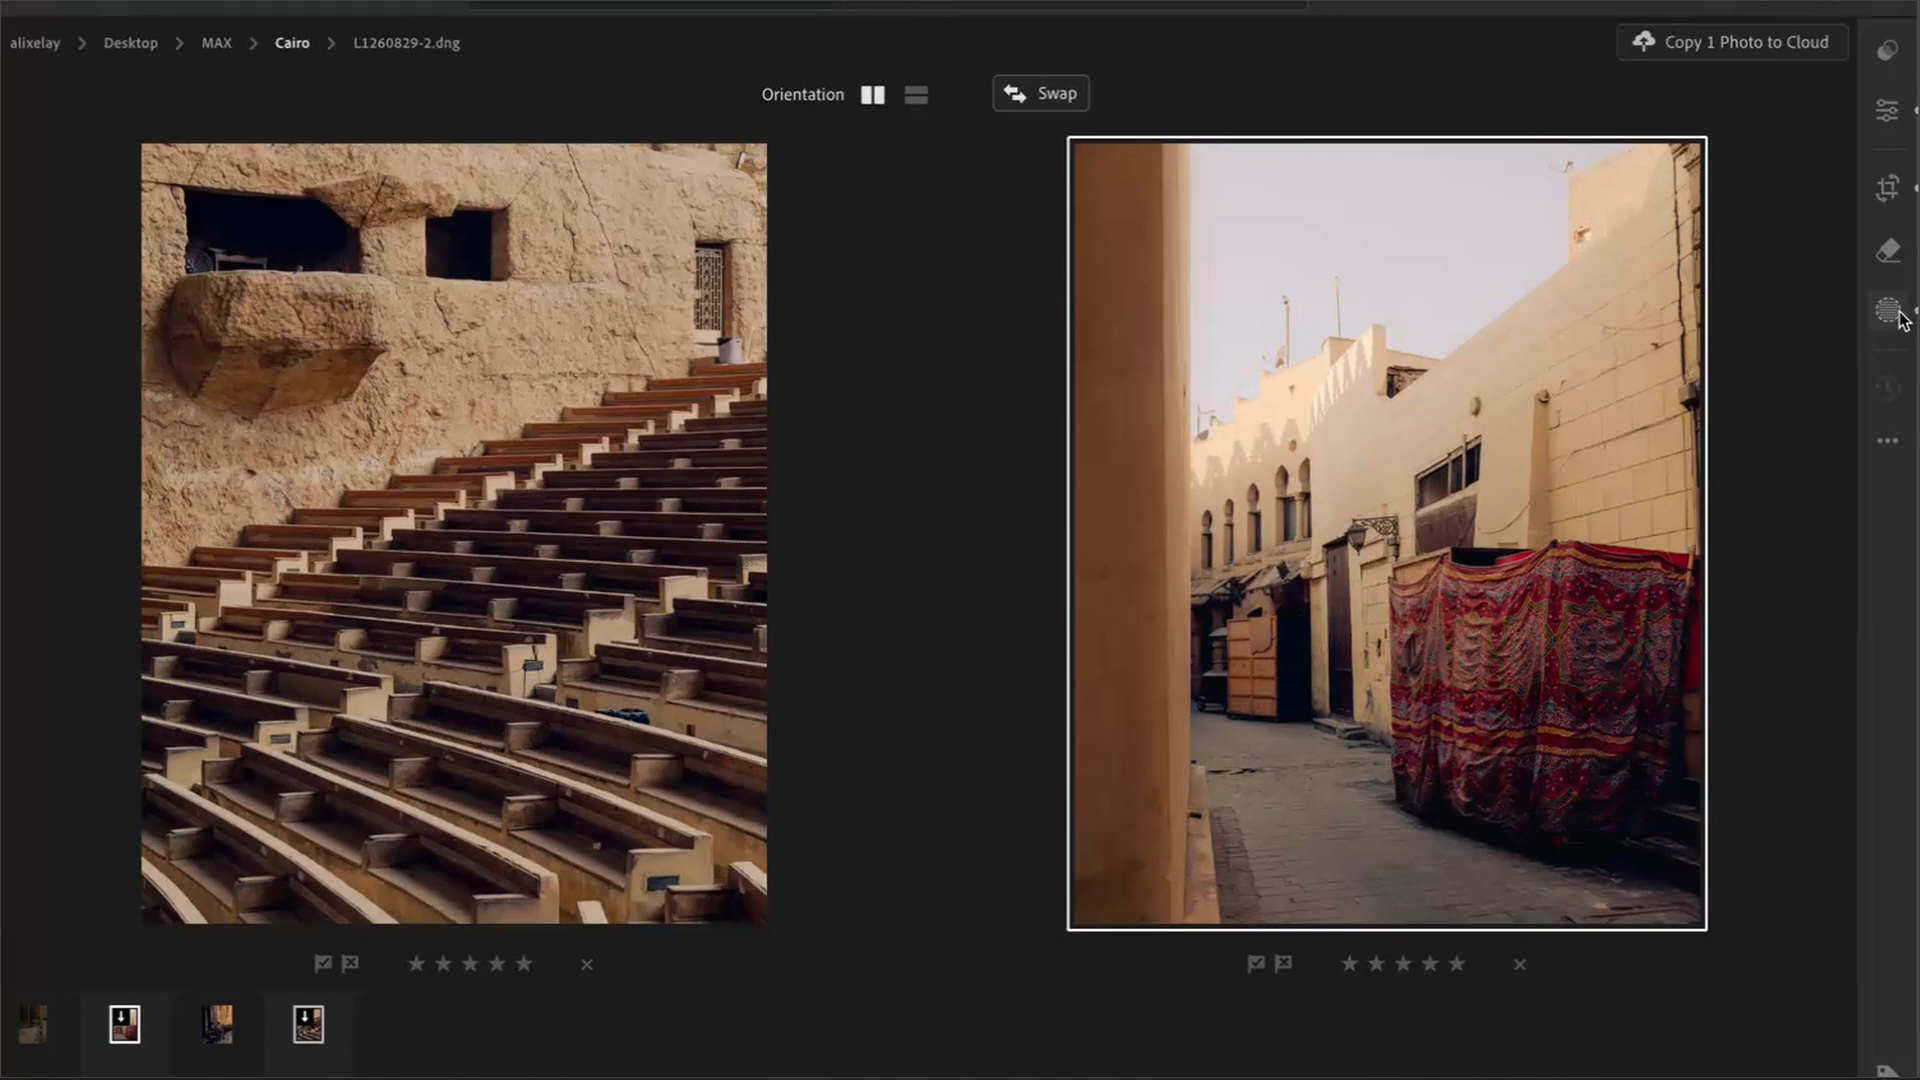 alixelay > Desktop > MAX > Cairo > L1260829-2.dng
Copy 1 Photo to Cloud
Orientation
Swap